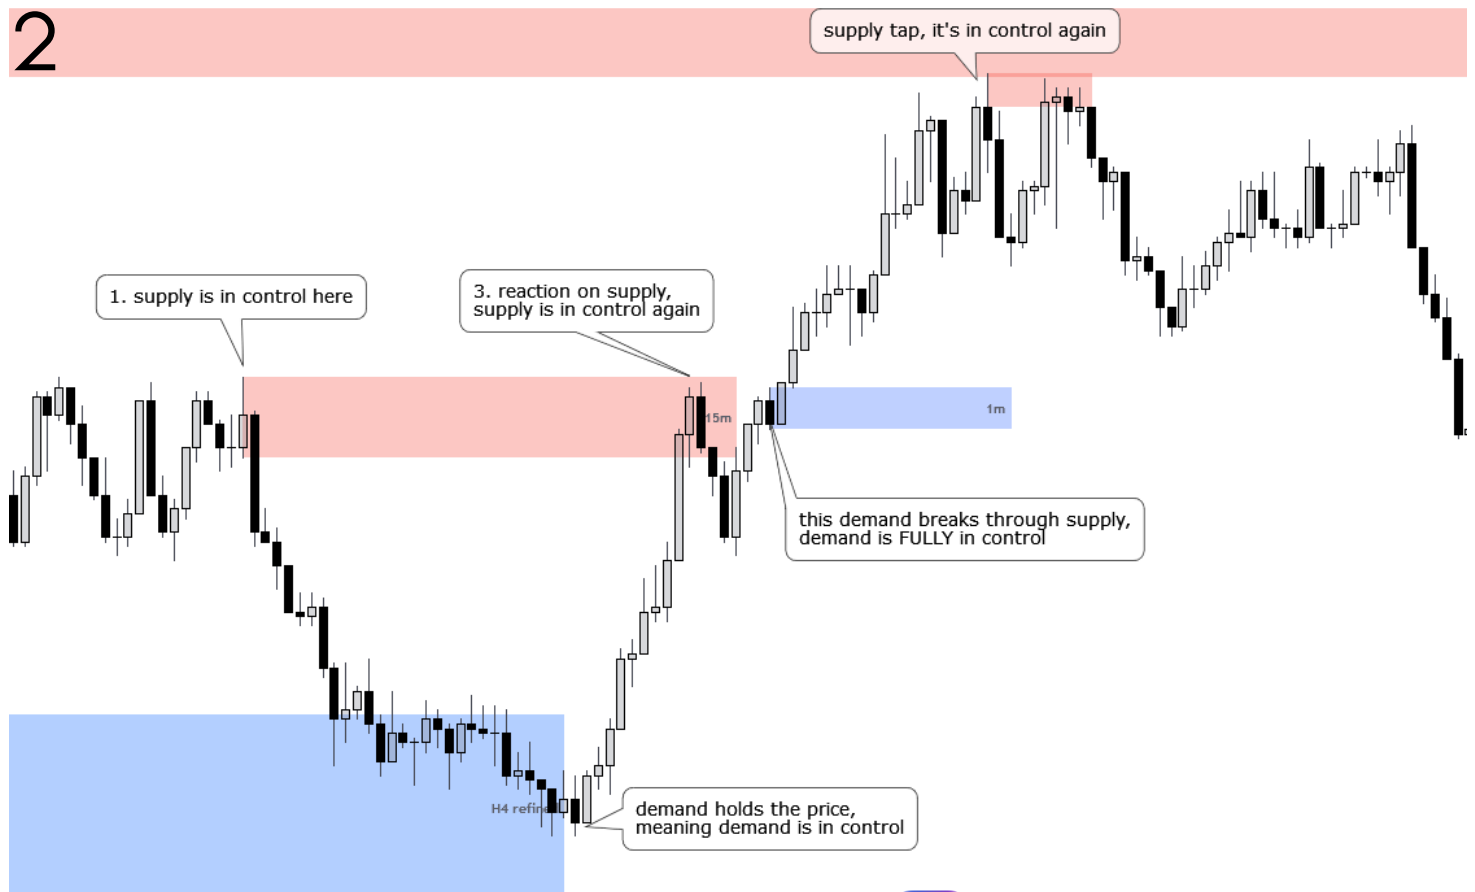 2
supply tap, it's in control again
1. supply is in control here
3. reaction on supply,
supply is in control again
15m
1m
this demand breaks through supply,
demand is FULLY in control
H4 refine
demand holds the price,
meaning demand is in control